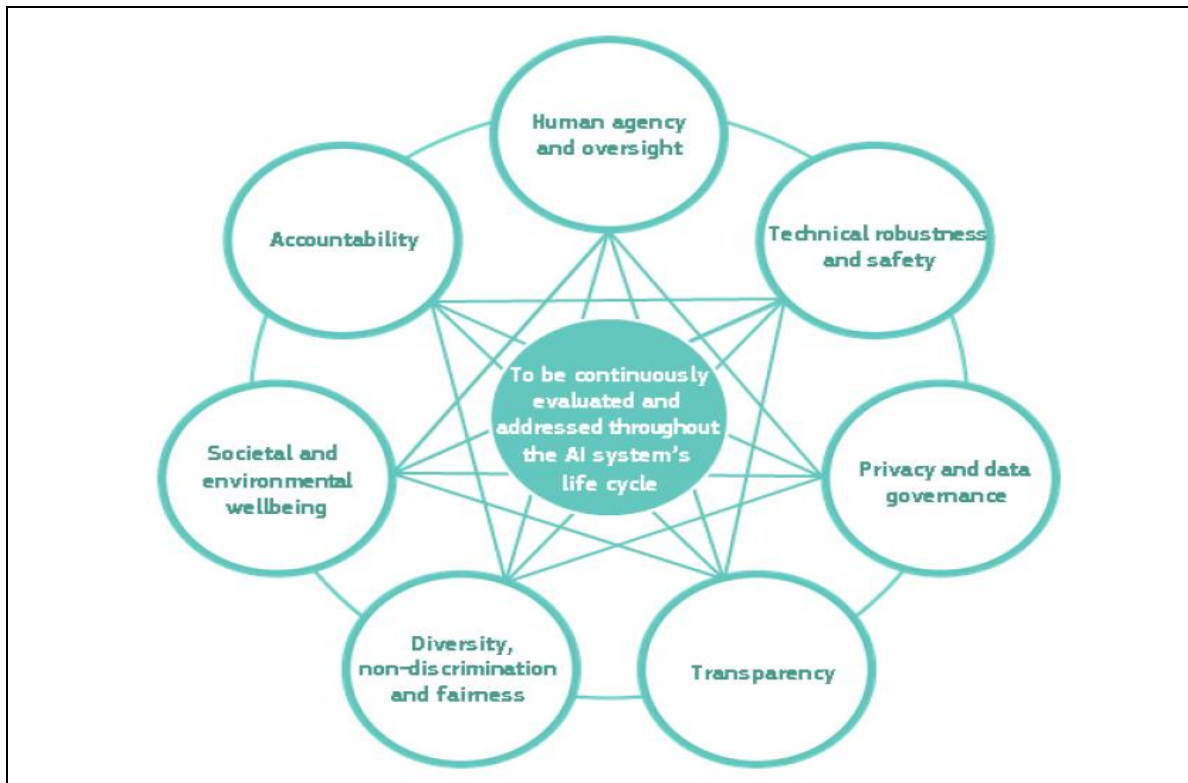 Human agency
and oversight
Technical robustness
and safety
Privacy and data
governance
Transparency
Diversity,
non-discrimination
and fairness
Societal and
environmental
wellbeing
Accountability
To be continuously
evaluated and
addressed throughout
the AI system's
life cycle